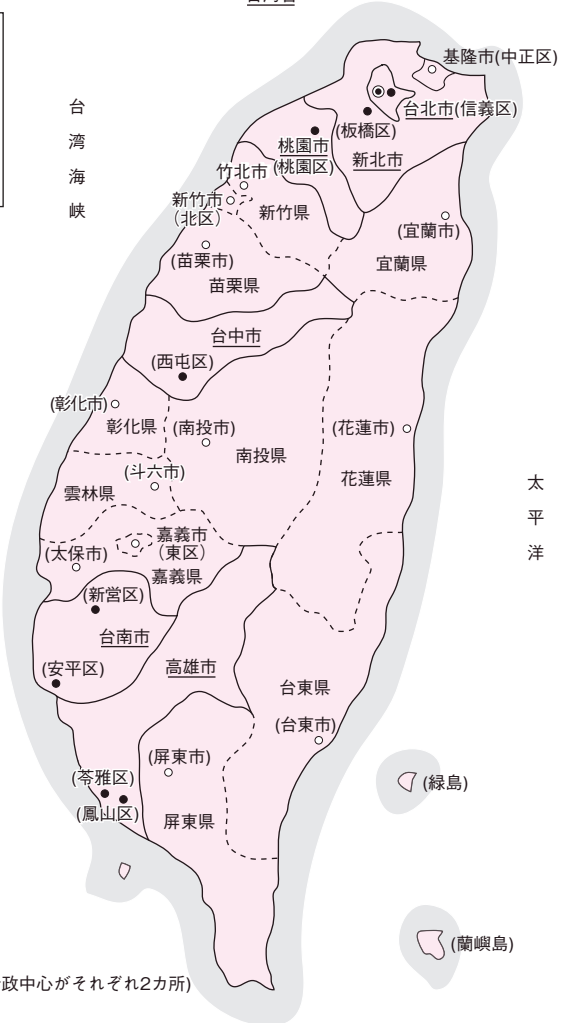 基隆市(中正区)
台北市(信義区)
(板橋区)
新北市
桃園市
(桃園区)
竹北市
新竹市
(北区)
新竹県
(宜蘭市)
宜蘭県
(苗栗市)
苗栗県
台湾海峡
台中市
(西屯区)
(彰化市)
彰化県
(南投市)
南投県
(花蓮市)
花蓮県
(斗六市)
雲林県
太平洋
嘉義市
(東区)
(太保市)
嘉義県
(新営区)
台南市
(安平区)
高雄市
台東県
(台東市)
(屏東市)
屏東県
(苓雅区)
(鳳山区)
(緑島)
(蘭嶼島)
政中心がそれぞれ2カ所)